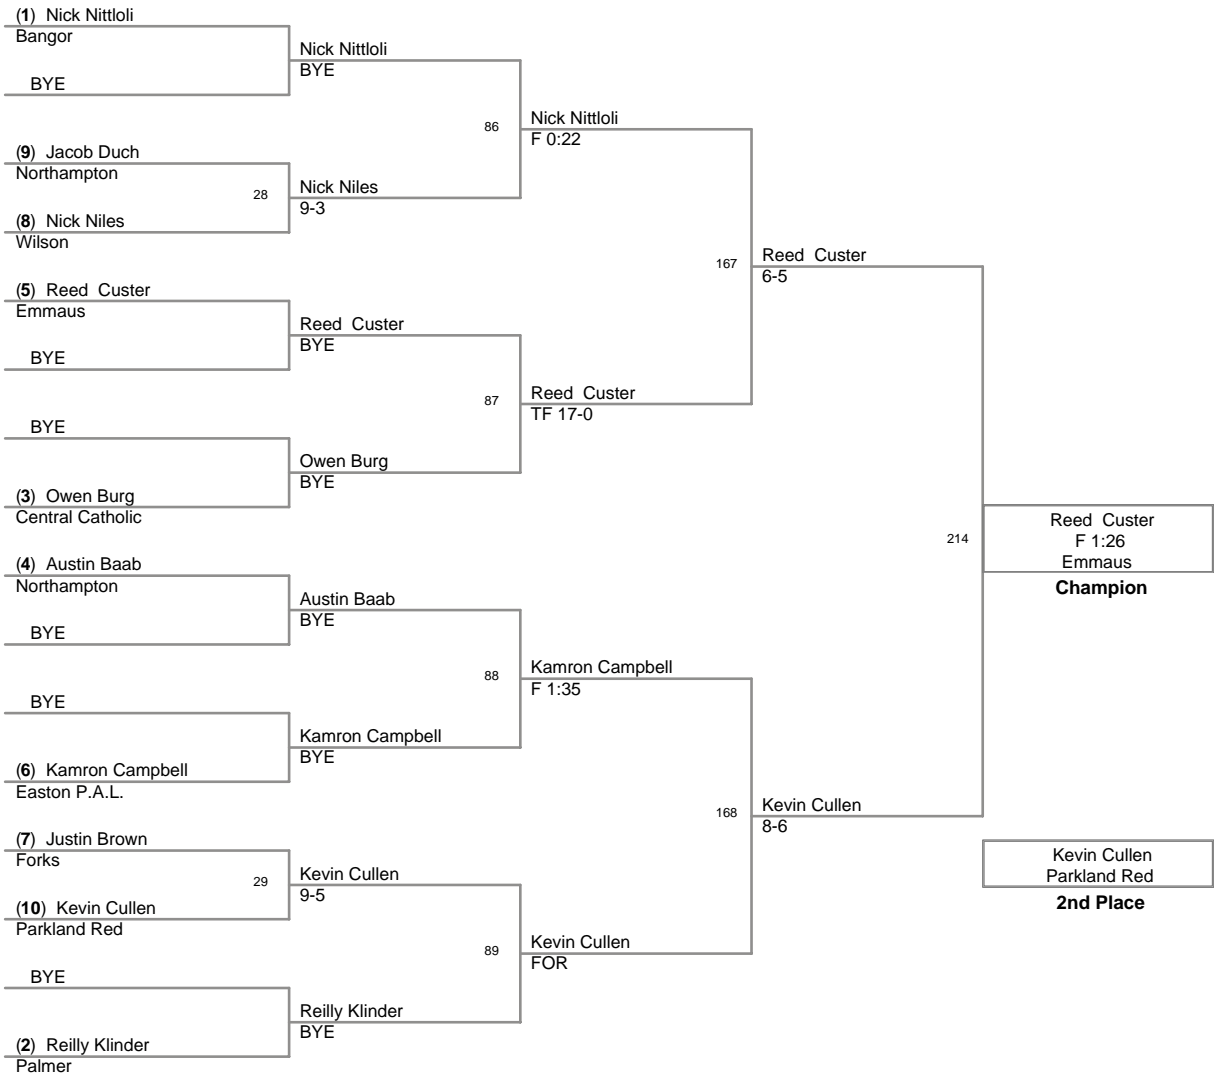 (1) Nick Nittloli
Bangor
BYE
(9) Jacob Duch
Northampton
28
(8) Nick Niles
Wilson
(5) Reed Custer
Emmaus
BYE
BYE
(3) Owen Burg
Central Catholic
(4) Austin Baab
Northampton
BYE
BYE
(6) Kamron Campbell
Easton P.A.L.
(7) Justin Brown
Forks
29
(10) Kevin Cullen
Parkland Red
BYE
(2) Reilly Klinder
Palmer
Nick Nittloli
BYE
86
Nick Niles
9-3
Reed Custer
BYE
87
Owen Burg
BYE
Austin Baab
BYE
88
Kamron Campbell
BYE
Kevin Cullen
9-5
89
Reilly Klinder
BYE
Nick Nittloli
F 0:22
167
Reed Custer
TF 17-0
Kamron Campbell
F 1:35
168
Kevin Cullen
FOR
Reed Custer
6-5
214
Kevin Cullen
8-6
Reed Custer
F 1:26
Emmaus
Champion
Kevin Cullen
Parkland Red
2nd Place